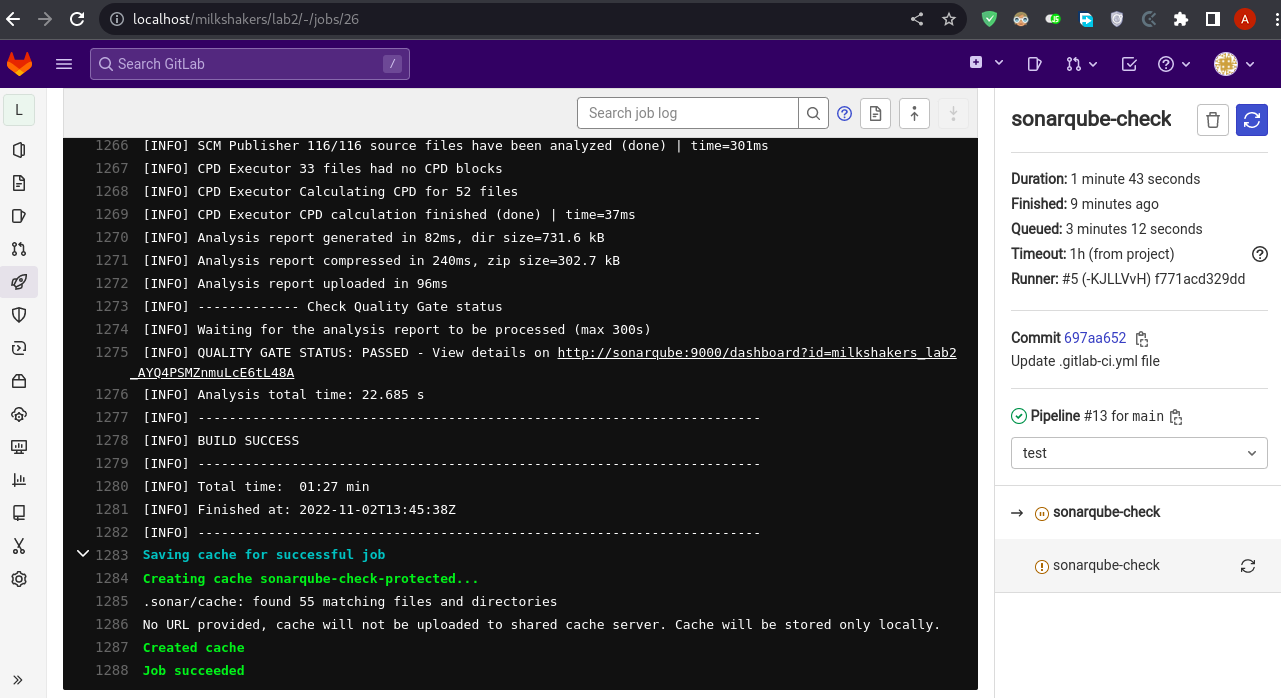 localhost/milkshakers/lab2/-/jobs/26
A
Search GitLab
/
L
Search job log
1266 [INFO] SCM Publisher 116/116 source files have been analyzed (done) | time=301ms
1267 [INFO] CPD Executor 33 files had no CPD blocks
1268 [INFO] CPD Executor Calculating CPD for 52 files
1269 [INFO] CPD Executor CPD calculation finished (done) | time=37ms
1270 [INFO] Analysis report generated in 82ms, dir size=731.6 kB
1271 [INFO] Analysis report compressed in 240ms, zip size=302.7 kB
1272 [INFO] Analysis report uploaded in 96ms
1273 [INFO] ------------- Check Quality Gate status
1274 [INFO] Waiting for the analysis report to be processed (max 300s)
1275 [INFO] QUALITY GATE STATUS: PASSED - View details on http://sonarqube:9000/dashboard?id=milkshakers_lab2
_AYQ4PSMZnmuLcE6tL48A
1276 [INFO] Analysis total time: 22.685 s
1277 [INFO] ------------------------------------------------------------------------
1278 [INFO] BUILD SUCCESS
1279 [INFO] ------------------------------------------------------------------------
1280 [INFO] Total time:  01:27 min
1281 [INFO] Finished at: 2022-11-02T13:45:38Z
1282 [INFO] ------------------------------------------------------------------------
1283 Saving cache for successful job
1284 Creating cache sonarqube-check-protected...
1285 .sonar/cache: found 55 matching files and directories
1286 No URL provided, cache will not be uploaded to shared cache server. Cache will be stored only locally.
1287 Created cache
1288 Job succeeded
sonarqube-check
Duration: 1 minute 43 seconds
Finished: 9 minutes ago
Queued: 3 minutes 12 seconds
Timeout: 1h (from project)
Runner: #5 (-KJLLVvH) f771acd329dd
Commit 697aa652
Update .gitlab-ci.yml file
Pipeline #13 for main
test
sonarqube-check
sonarqube-check